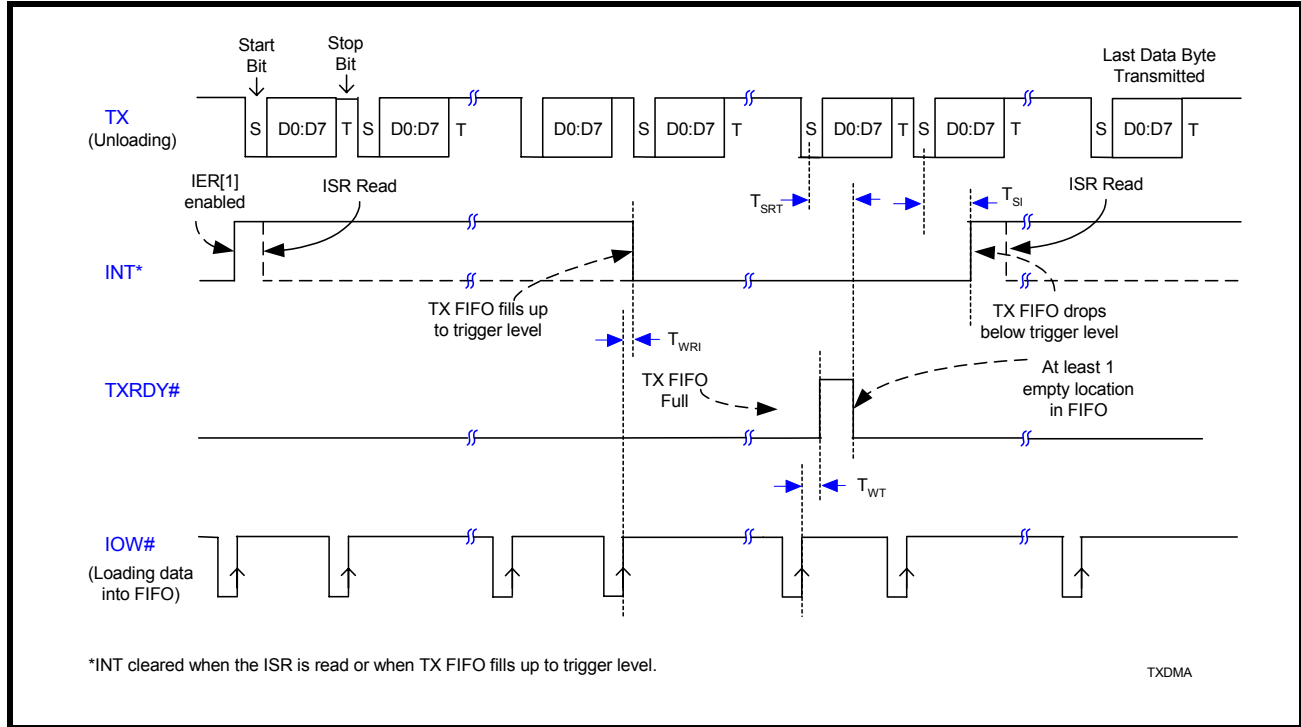 Start
Bit
Stop
Bit
Last Data Byte
Transmitted
TX
(Unloading)
S D0:D7 T S D0:D7 T D0:D7 S D0:D7 T S D0:D7 T S D0:D7 T S D0:D7 T
IER[1]
enabled
ISR Read
TSRT
TSI
ISR Read
INT*
TX FIFO fills up
to trigger level
TX FIFO drops
below trigger level
TWRI
TXRDY#
TX FIFO
Full
At least 1
empty location
in FIFO
TWT
IOW#
(Loading data
into FIFO)
*INT cleared when the ISR is read or when TX FIFO fills up to trigger level.
TXDMA